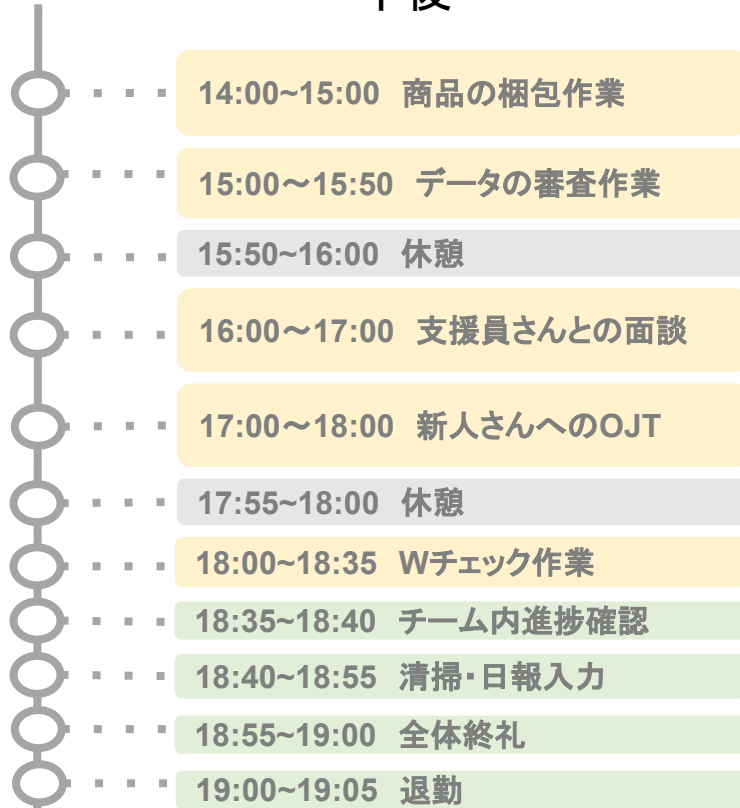 午後
14:00~15:00 商品の梱包作業
15:00～15:50 データの審査作業
15:50~16:00 休憩
16:00～17:00 支援員さんとの面談
17:00～18:00 新人さんへのOJT
17:55~18:00 休憩
18:00~18:35 Wチェック作業
18:35~18:40 チーム内進捗確認
18:40~18:55 清掃･日報入力
18:55~19:00 全体終礼
19:00~19:05 退勤